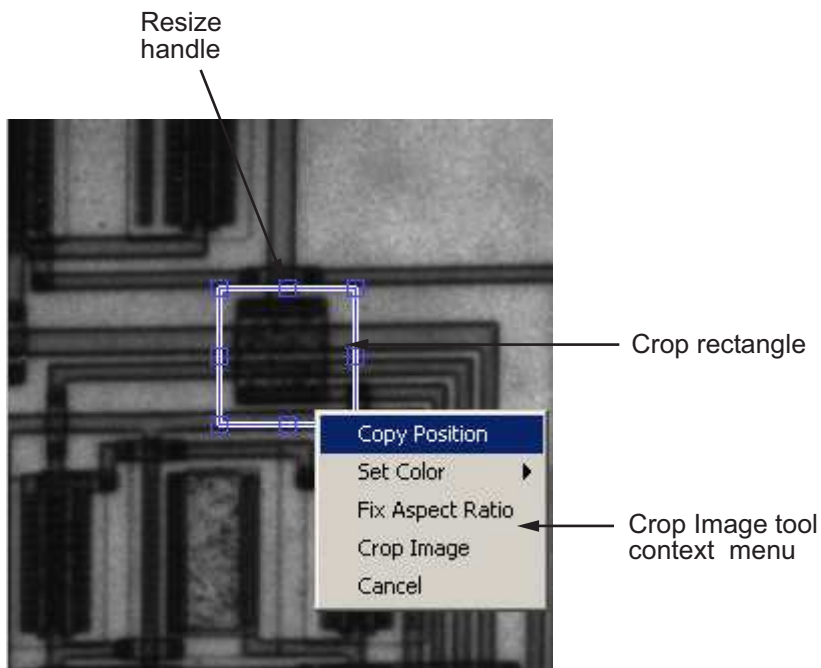 Resize
handle
Crop rectangle
Copy Position
Set Color
Fix Aspect Ratio
Crop Image
Cancel
Crop Image tool
context menu